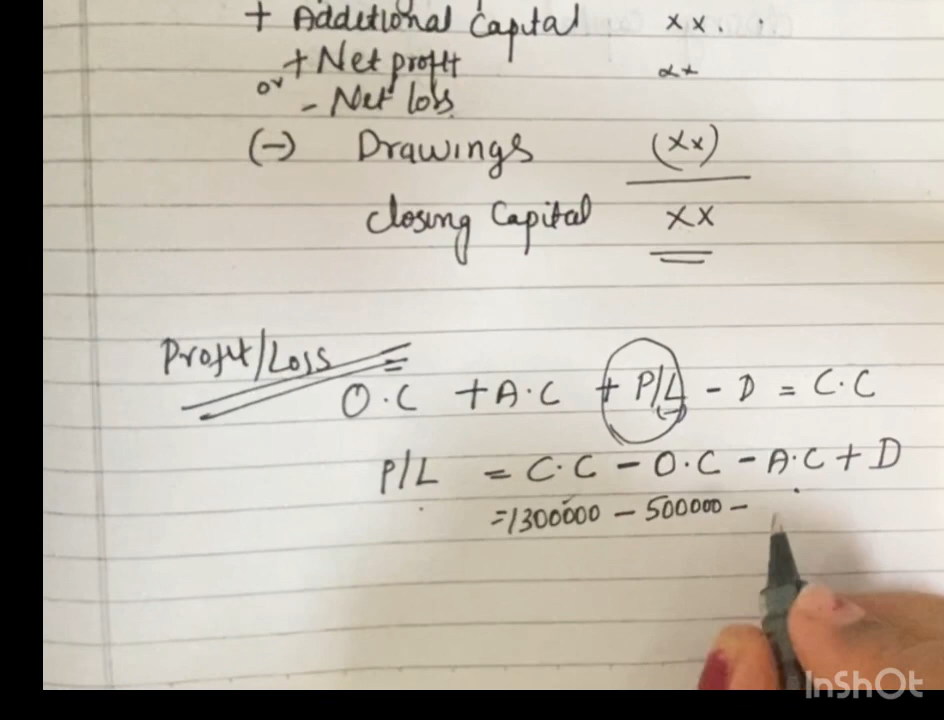 + Additional Capital xx.
+ Net profit xx
or
- Net loss
(-) Drawings (xx)
closing Capital xx
Profit/Loss
O.C + A.C + P/L - D = C.C
(-)
P/L = C.C - O.C - A.C + D
= 1300000 - 500000 -
InShOt